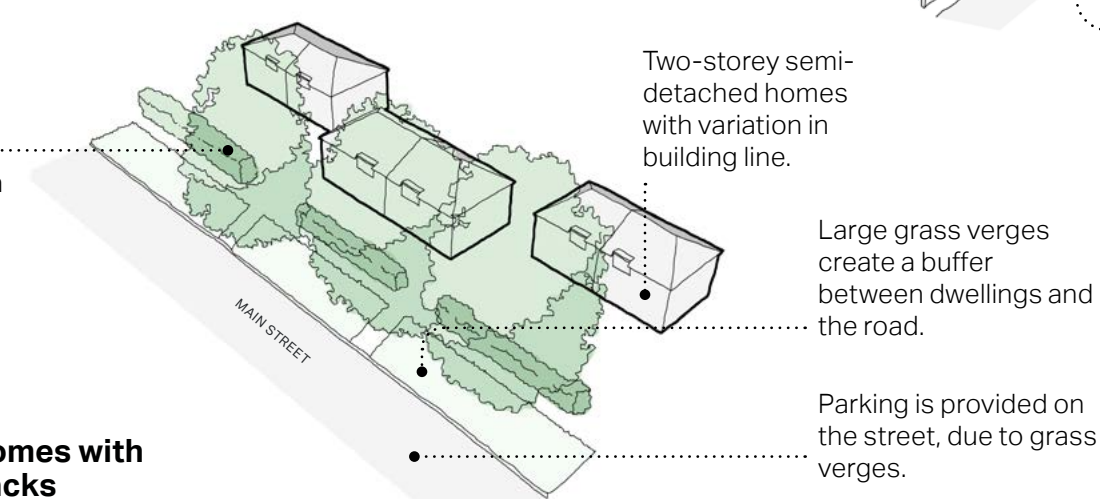 Two-storey semi-
detached homes
with variation in
building line.
Large grass verges
create a buffer
between dwellings and
the road.
MAIN STREET
Parking is provided on
the street, due to grass
verges.
omes with
cks